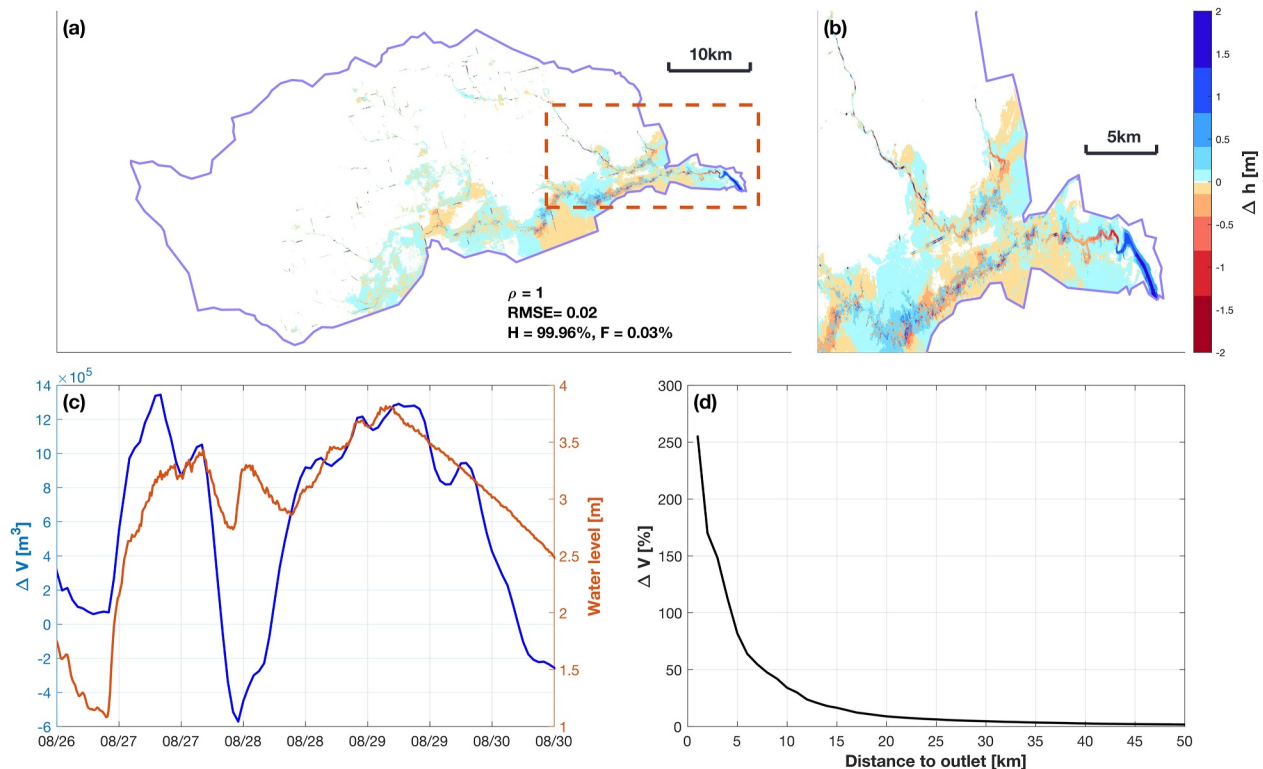 (a)
10km
ρ = 1
RMSE= 0.02
H = 99.96%, F = 0.03%
(b)
5km
2
1.5
1
0.5
0
-0.5
-1
-1.5
-2
Δ h [m]
(c)
×10⁵
14
12
10
8
6
4
2
0
-2
-4
-6
Δ V [m³]
4
3.5
3
2.5
2
1.5
1
Water level [m]
08/26 08/27 08/27 08/28 08/28 08/29 08/29 08/30 08/30
(d)
300
250
200
150
100
50
0
Δ V [%]
0 5 10 15 20 25 30 35 40 45 50
Distance to outlet [km]